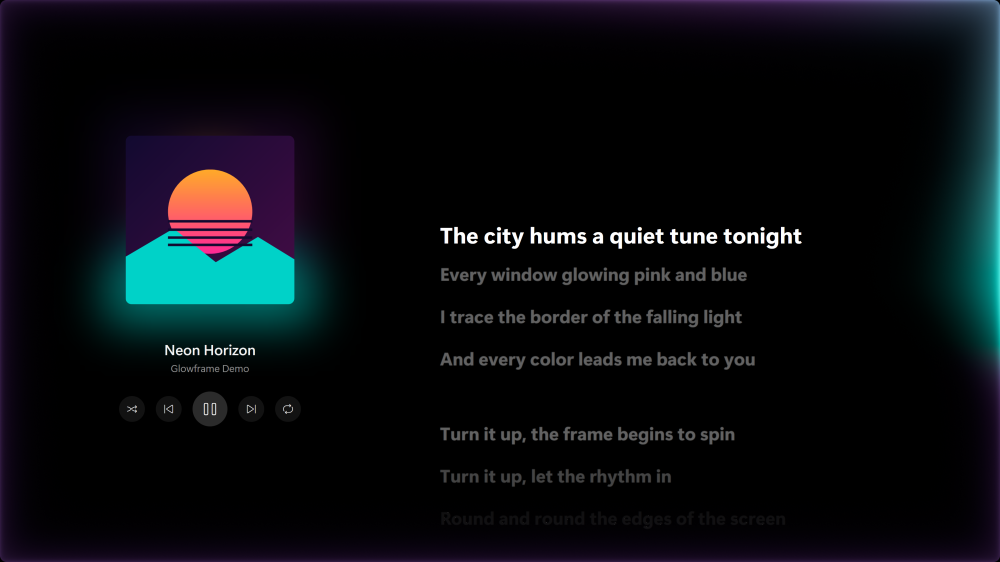 The city hums a quiet tune tonight
Every window glowing pink and blue
I trace the border of the falling light
And every color leads me back to you
Turn it up, the frame begins to spin
Turn it up, let the rhythm in
Round and round the edges of the screen
Neon Horizon
Glowframe Demo